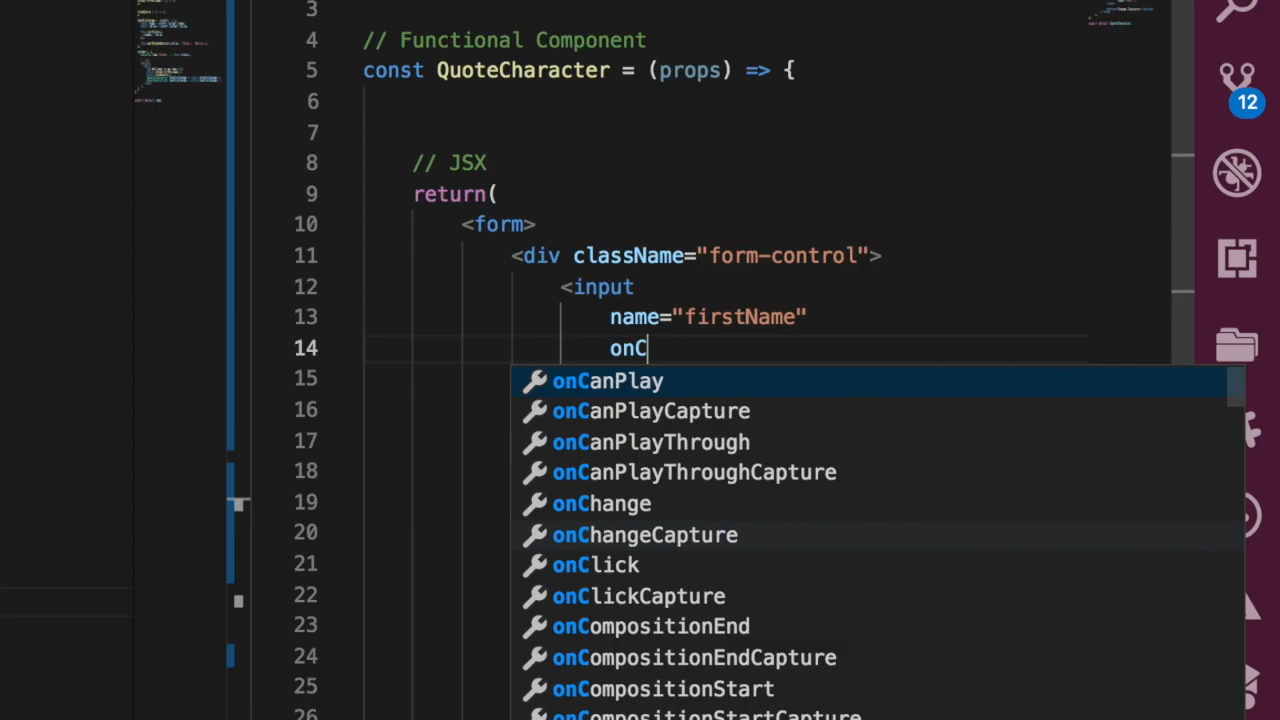 3
4 // Functional Component
5 const QuoteCharacter = (props) => {
6
7
8 // JSX
9 return(
10 <form>
11 <div className="form-control">
12 <input
13 name="firstName"
14 onC
15 onCanPlay
16 onCanPlayCapture
17 onCanPlayThrough
18 onCanPlayThroughCapture
19 onChange
20 onChangeCapture
21 onClick
22 onClickCapture
23 onCompositionEnd
24 onCompositionEndCapture
25 onCompositionStart
26 onCompositionStartCapture
12